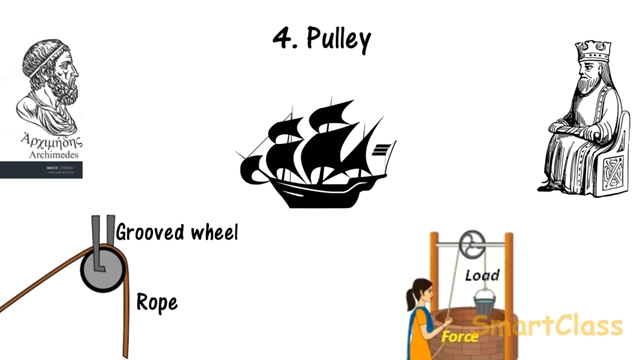 4. Pulley
Ἀρχιμήδης
Archimedes
Grooved wheel
Rope
Load
Force
SmartClass